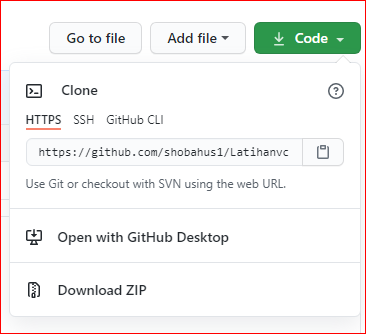 Go to file Add file Code
Clone
HTTPS SSH GitHub CLI
https://github.com/shobahus1/Latihanvc
Use Git or checkout with SVN using the web URL.
Open with GitHub Desktop
Download ZIP